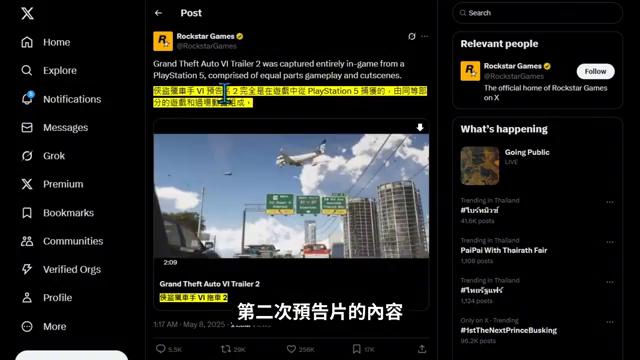 Post
Search
Home
Explore
Notifications
Messages
Grok
Premium
Bookmarks
Communities
Verified Orgs
Profile
More
Rockstar Games
@RockstarGames
Grand Theft Auto VI Trailer 2 was captured entirely in-game from a
PlayStation 5, comprised of equal parts gameplay and cutscenes.
俠盜獵車手 VI 預告 2 完全是在遊戲中從 PlayStation 5 捕獲的，由同等部
分的遊戲和過場動畫組成。
2:09
Grand Theft Auto VI Trailer 2
俠盜獵車手 VI 拖車 2
第二次預告片的內容
1:17 AM · May 8, 2025
5.5K
29K
256K
17K
Relevant people
Rockstar Games
@RockstarGames
Follow
The official home of Rockstar Games
on X
What's happening
Going Public
LIVE
Trending in Thailand
#ไบร์ทมิวซ์
41.6K posts
Trending in Thailand
PaiPai With Thairath Fair
1,108 posts
Trending in Thailand
#ไทยรัฐแฟร์
1,124 posts
Only on X · Trending
#1stTheNextPrinceBusking
96.2K posts